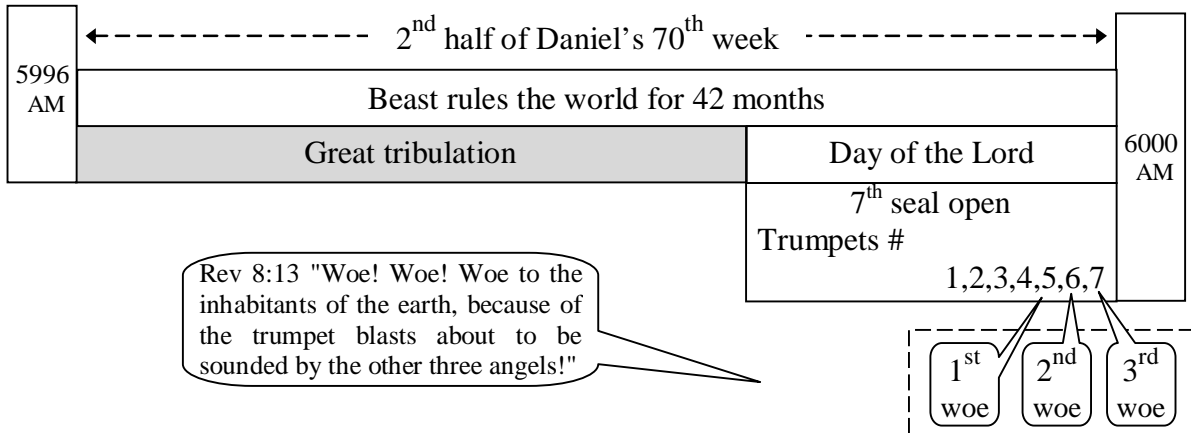 2nd half of Daniel’s 70th week
5996
AM
Beast rules the world for 42 months
Great tribulation
Day of the Lord
6000
AM
7th seal open
Trumpets #
1,2,3,4,5,6,7
Rev 8:13 "Woe! Woe! Woe to the
inhabitants of the earth, because of
the trumpet blasts about to be
sounded by the other three angels!"
1st
woe
2nd
woe
3rd
woe